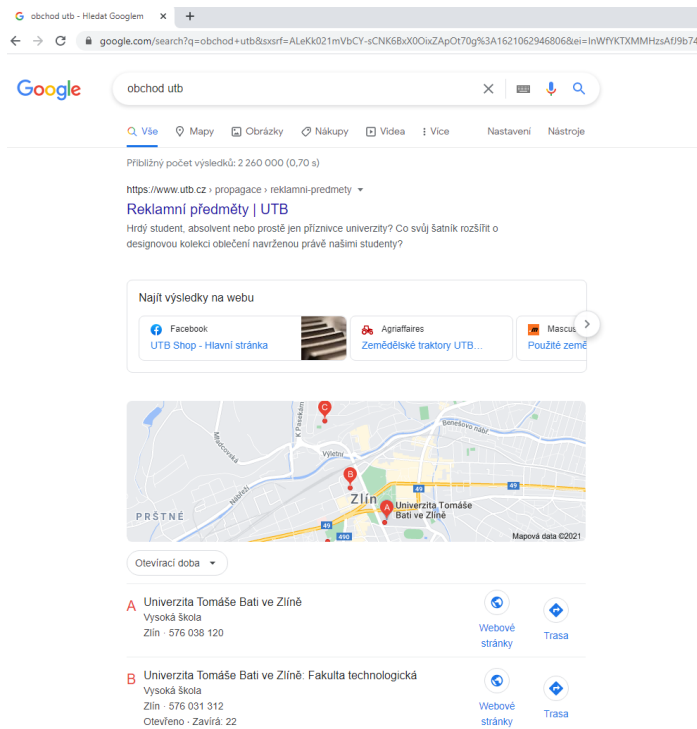 obchod utb - Hledat Googlem
google.com/search?q=obchod+utb&sxsrf=ALeKk021mVbCY-sCNK6BxX0OixZApOt70g%3A1621062946806&ei=InWfYKTXMMHzsAfJ9b74
Google
obchod utb
Vše Mapy Obrázky Nákupy Videa Více Nastavení Nástroje
Přibližný počet výsledků: 2 260 000 (0,70 s)
https://www.utb.cz › propagace › reklamni-predmety
Reklamní předměty | UTB
Hrdý student, absolvent nebo prostě jen příznivce univerzity? Co svůj šatník rozšířit o
designovou kolekci oblečení navrženou právě našimi studenty?
Najít výsledky na webu
Facebook
UTB Shop - Hlavní stránka
Agriaffaires
Zemědělské traktory UTB...
Mascus
Použité země
C
K Pasekám
Benešovo nábř.
Mladcovská
Výletní
B
49
49
Zlín
A
Univerzita Tomáše
Bati ve Zlíně
Nábřeží
PRŠTNÉ
49
490
Mapová data ©2021
Otevírací doba
A Univerzita Tomáše Bati ve Zlíně
Vysoká škola
Zlín · 576 038 120
Webové
stránky
Trasa
B Univerzita Tomáše Bati ve Zlíně: Fakulta technologická
Vysoká škola
Zlín · 576 031 312
Otevřeno · Zavírá: 22
Webové
stránky
Trasa